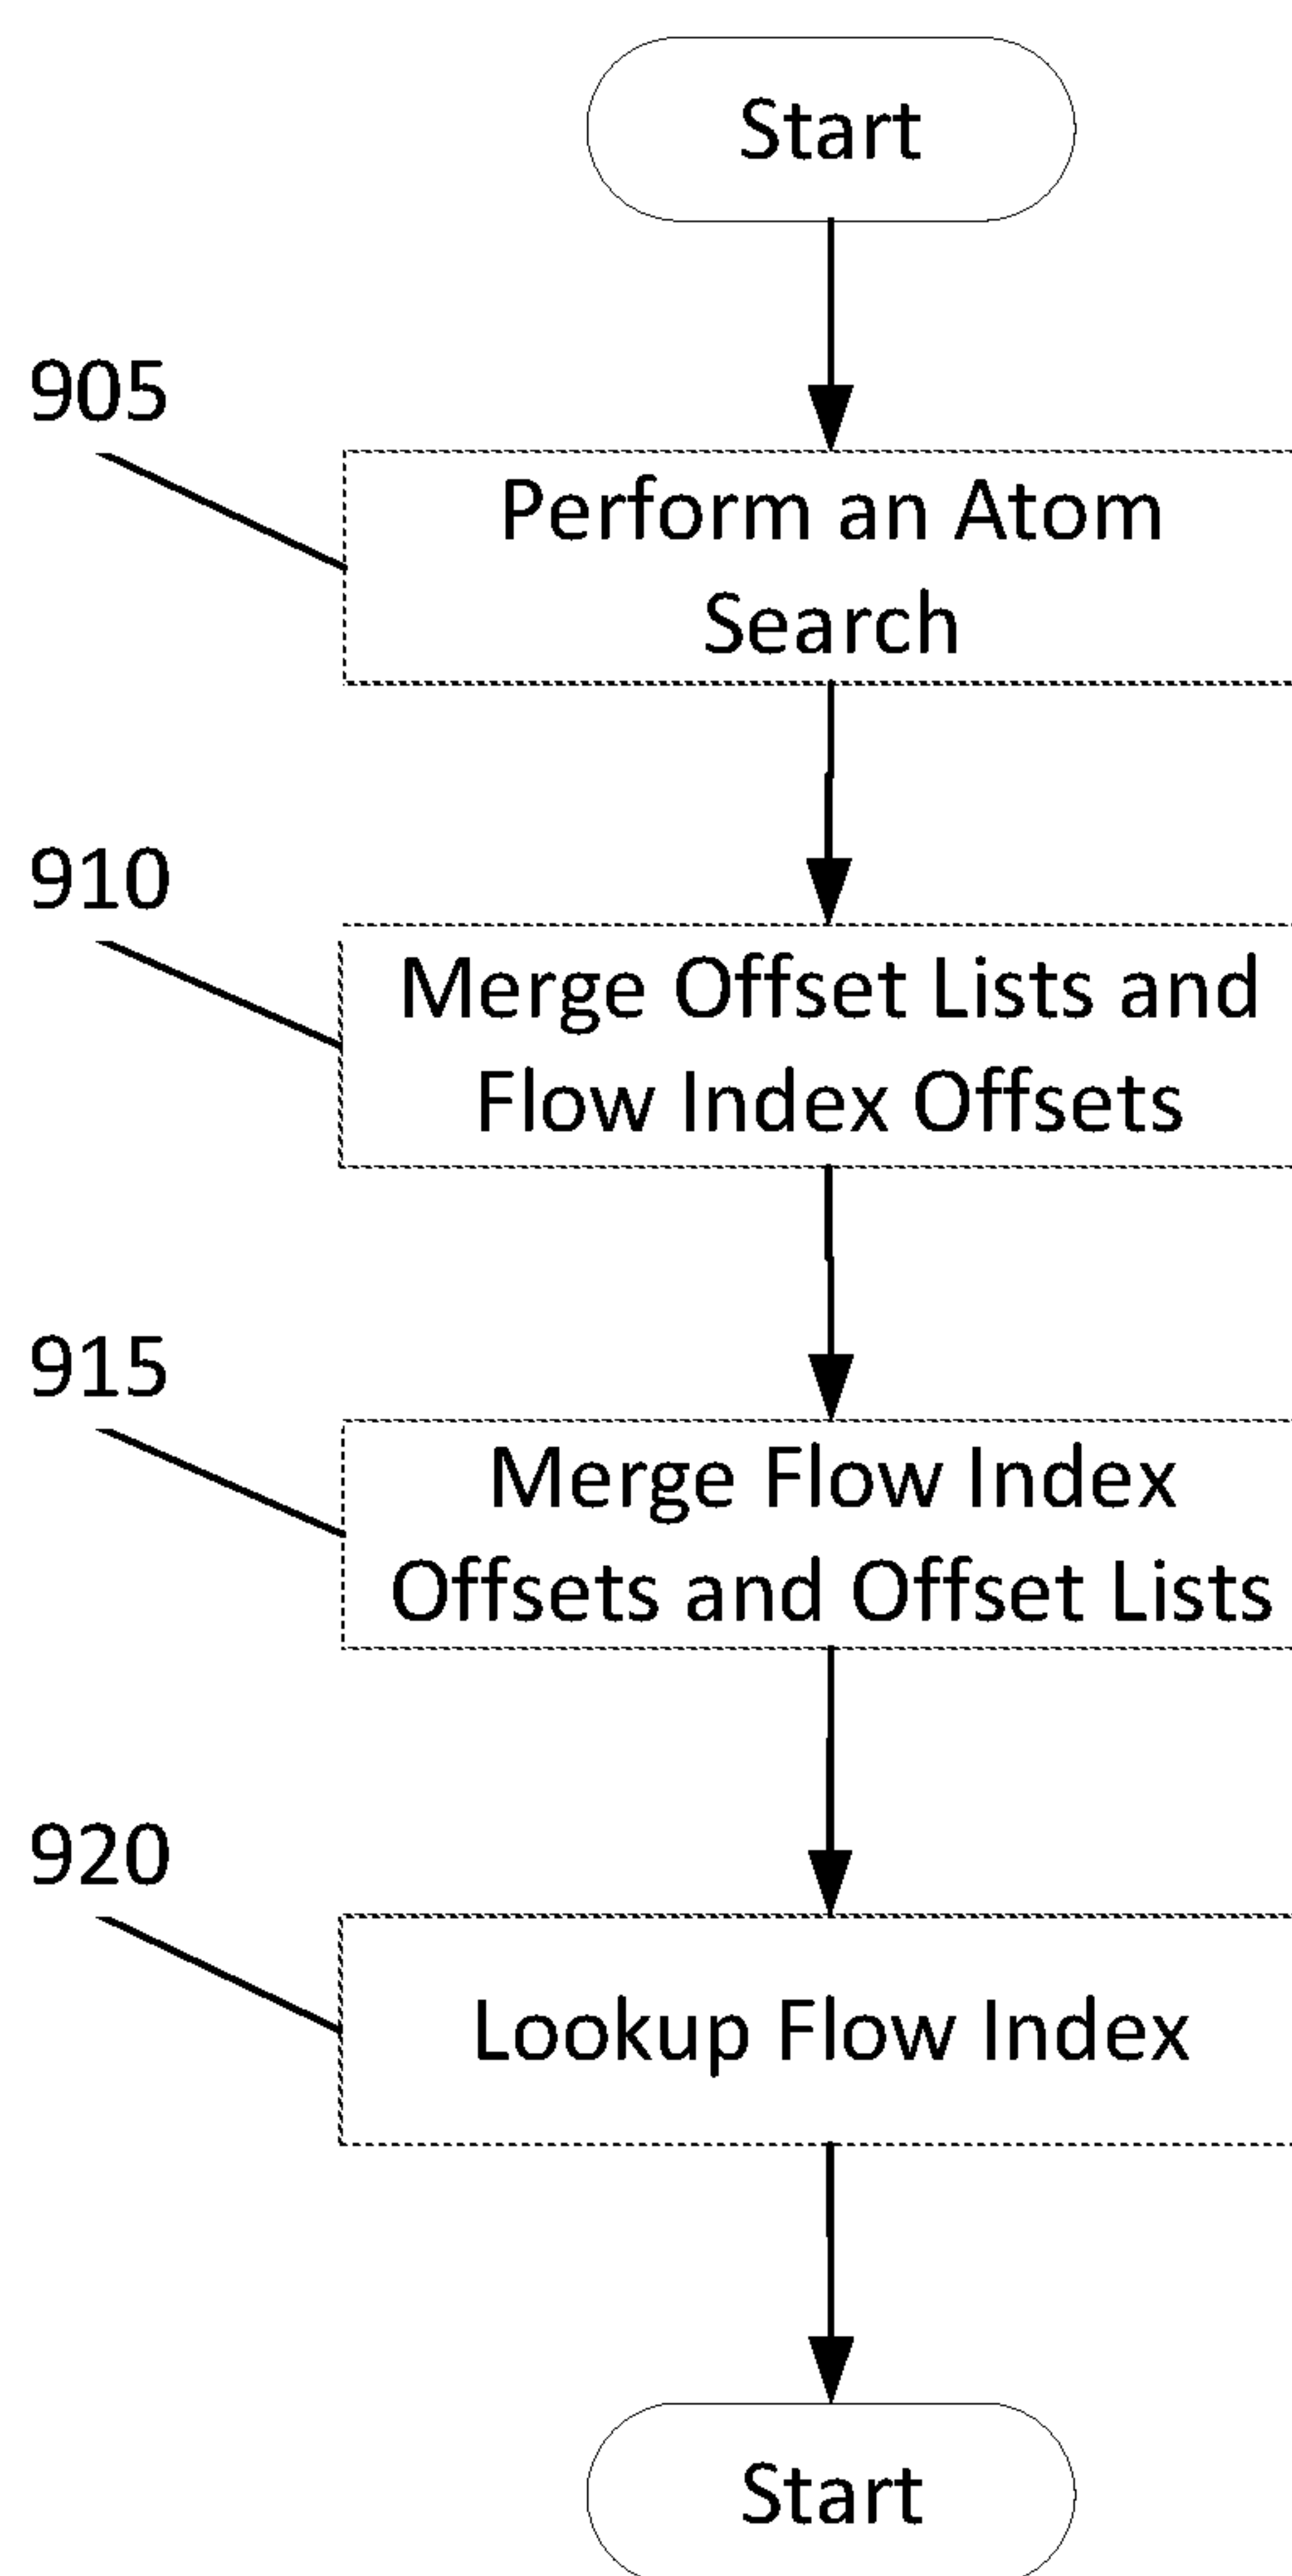 Start
905
Perform an Atom
Search
910
Merge Offset Lists and
Flow Index Offsets
915
Merge Flow Index
Offsets and Offset Lists
920
Lookup Flow Index
Start